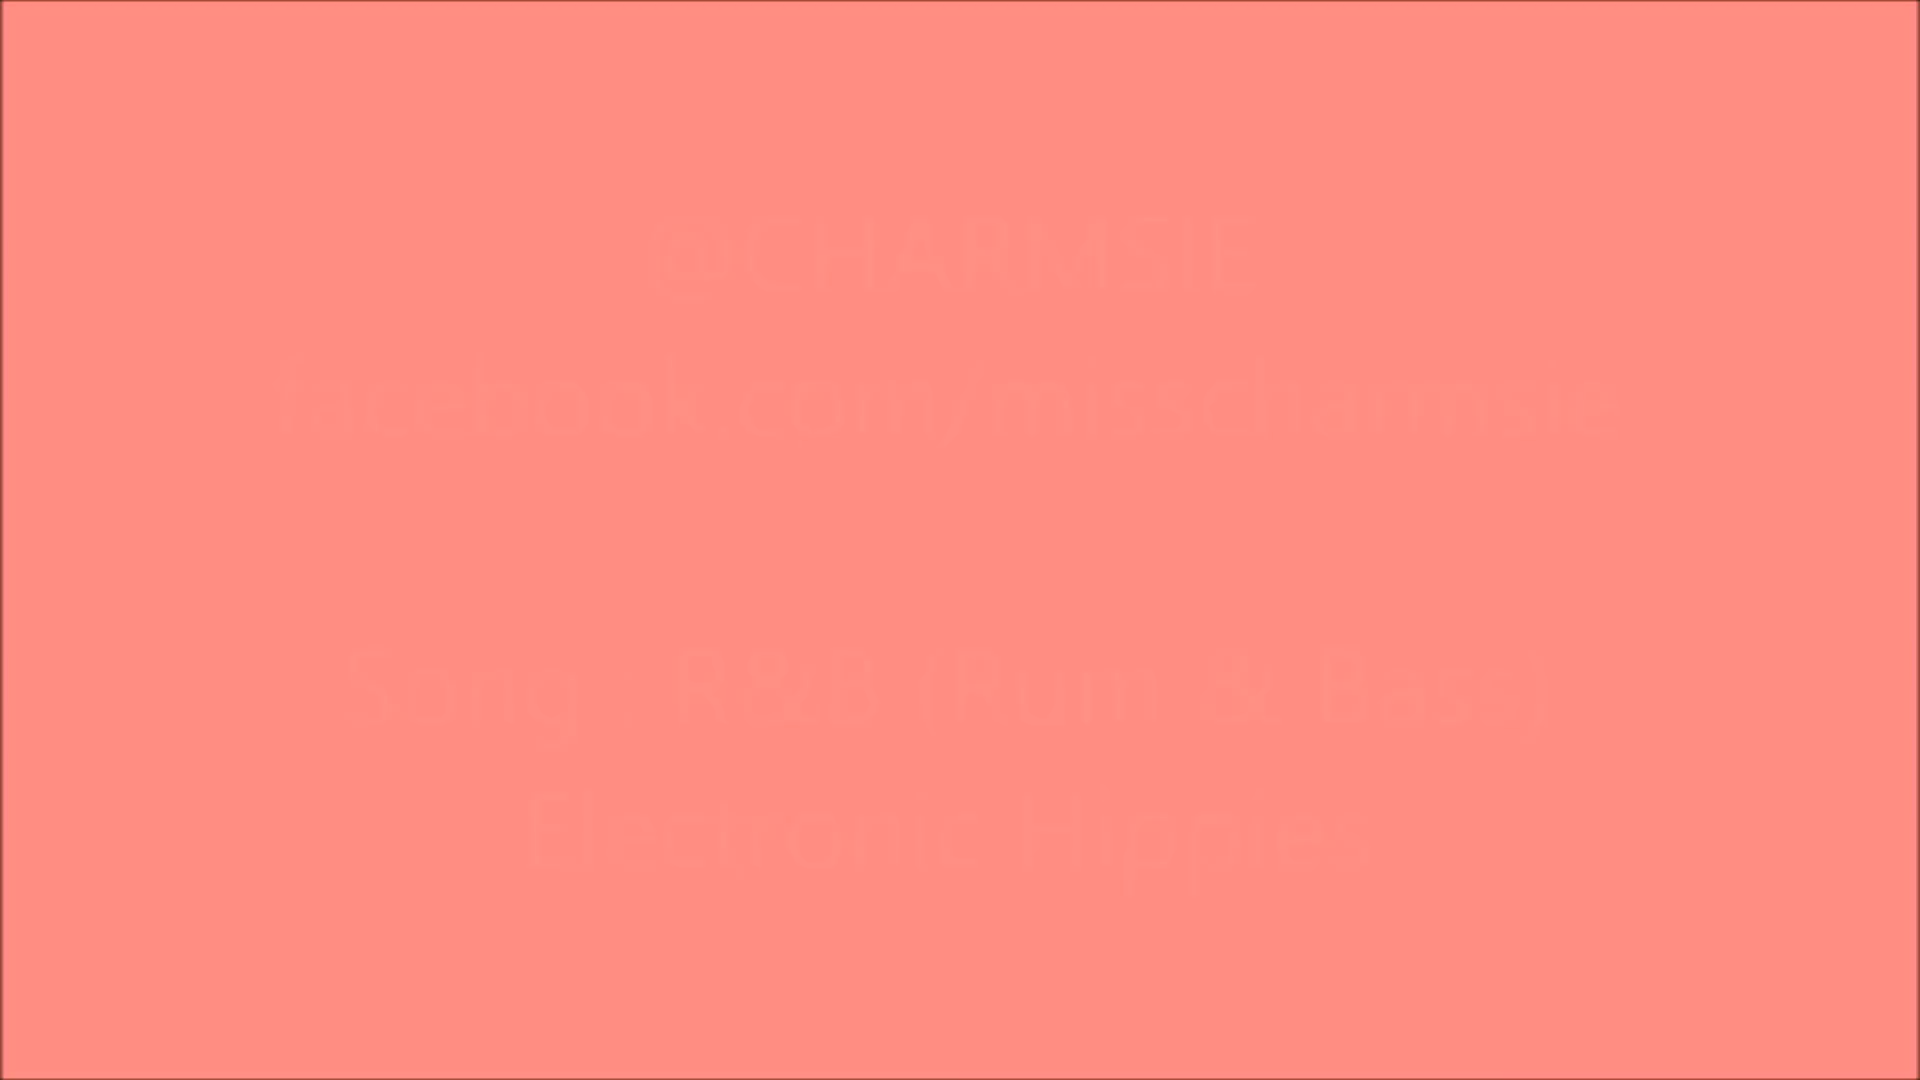 @CHARMSIE
facebook.com/misscharmsie
Song : R&B (Rum & Bass)
Electronic Hippies